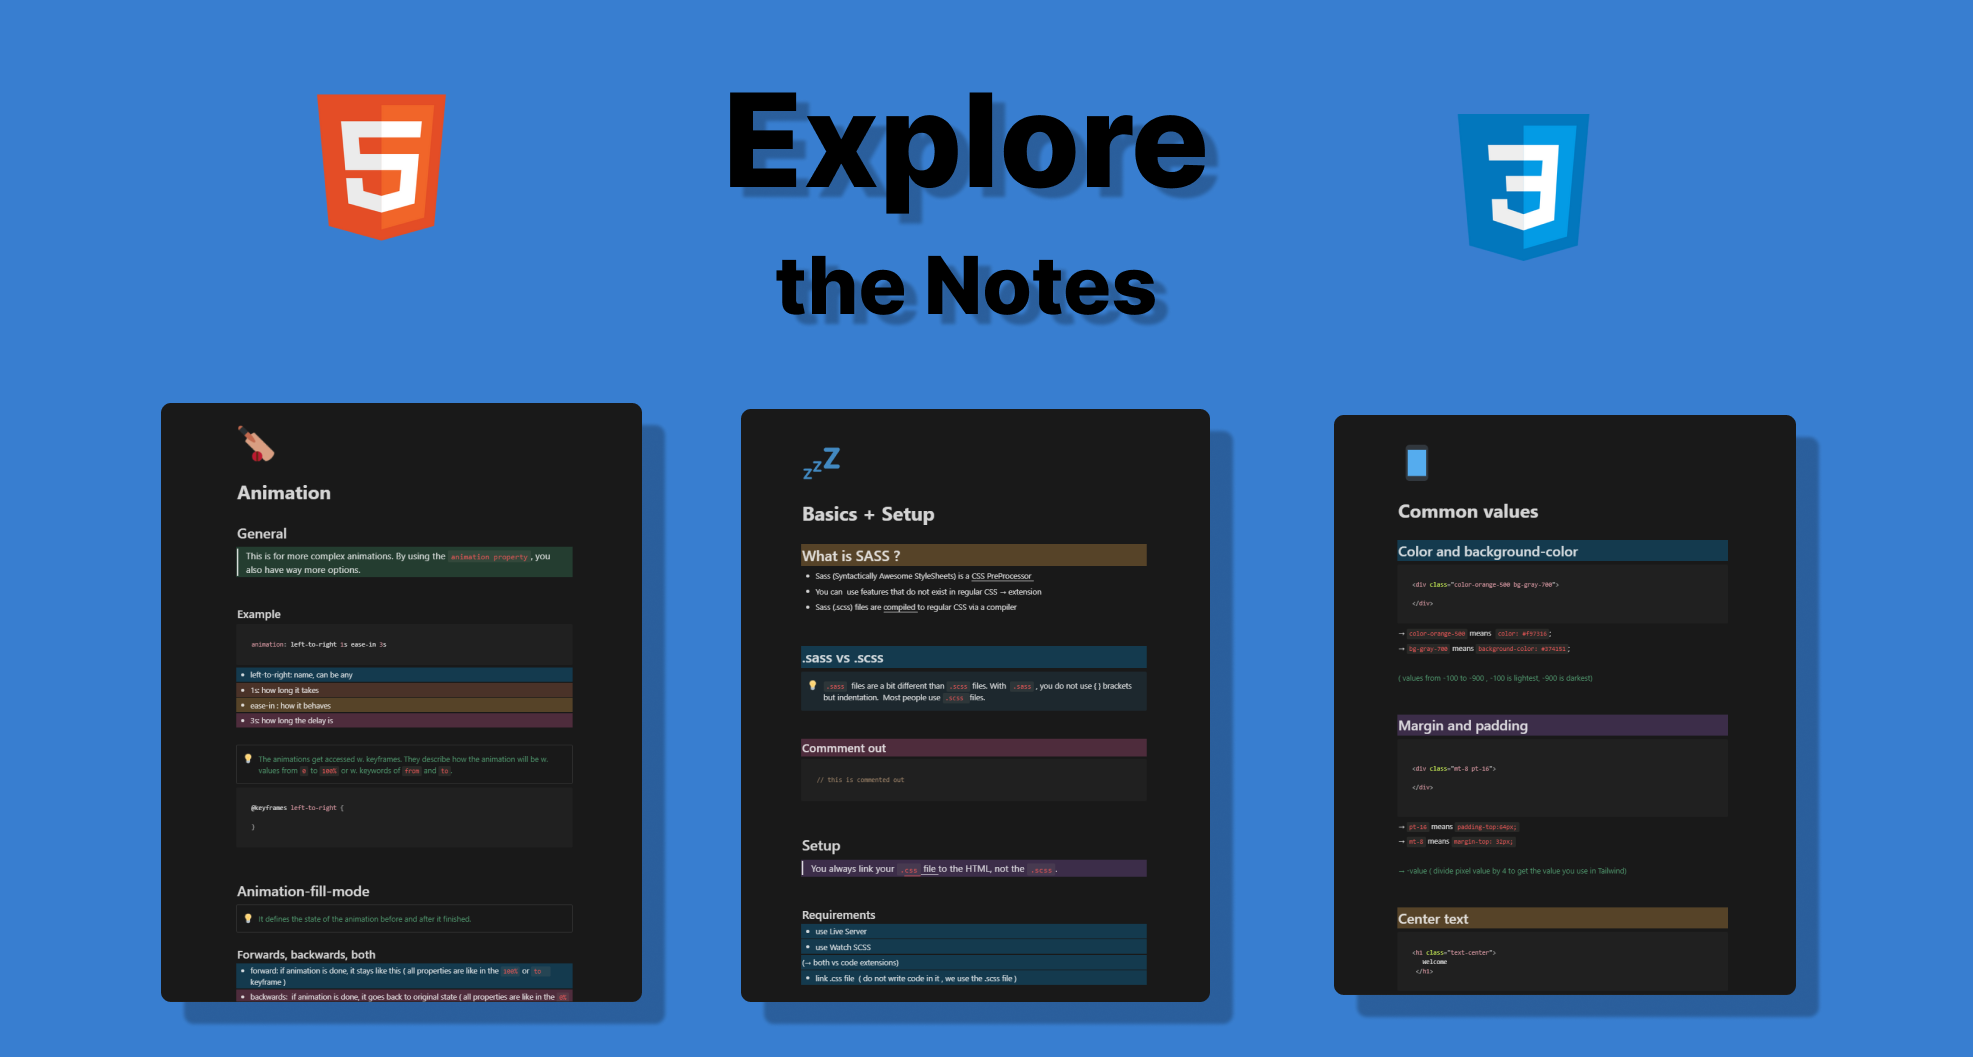 Explore
the Notes
Animation
General
This is for more complex animations. By using the animation property, you
also have way more options.
Example
animation: left-to-right 1s ease-in 3s
left-to-right: name, can be any
1s: how long it takes
ease-in : how it behaves
3s: how long the delay is
The animations get accessed w. keyframes. They describe how the animation will be w.
values from 0 to 100% or w. keywords of from and to.
@keyframes left-to-right {
}
Animation-fill-mode
It defines the state of the animation before and after it finished.
Forwards, backwards, both
forward: if animation is done, it stays like this ( all properties are like in the 100% or to
keyframe )
backwards: if animation is done, it goes back to original state ( all properties are like in the 0%
zzZ
Basics + Setup
What is SASS ?
Sass (Syntactically Awesome StyleSheets) is a CSS PreProcessor
You can use features that do not exist in regular CSS → extension
Sass (.scss) files are compiled to regular CSS via a compiler
.sass vs .scss
.sass files are a bit different than .scss files. With .sass, you do not use { } brackets
but indentation. Most people use .scss files.
Commment out
// this is commented out
Setup
You always link your .css file to the HTML, not the .scss.
Requirements
use Live Server
use Watch SCSS
(→ both vs code extensions)
link .css file ( do not write code in it , we use the .scss file )
Common values
Color and background-color
<div class="color-orange-500 bg-gray-700">
</div>
→ color-orange-500 means color: #f97316;
→ bg-gray-700 means background-color: #374151;
( values from -100 to -900 , -100 is lightest, -900 is darkest)
Margin and padding
<div class="mt-8 pt-16">
</div>
→ pt-16 means padding-top:64px;
→ mt-8 means margin-top: 32px;
→ -value ( divide pixel value by 4 to get the value you use in Tailwind)
Center text
<h1 class="text-center">
Welcome
</h1>